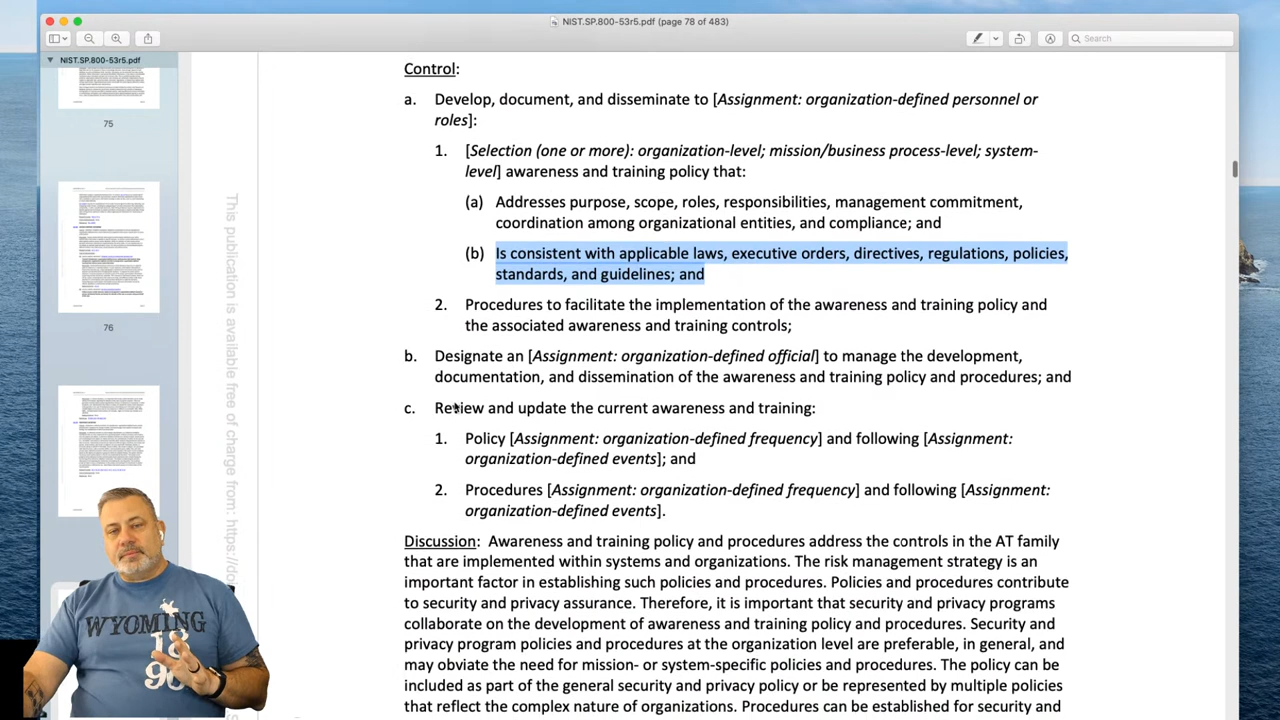 NIST.SP.800-53r5.pdf (page 78 of 483)
Search
NIST.SP.800-53r5.pdf
75
76
This publication is available free of charge from: https://doi
Control:
a. Develop, document, and disseminate to [Assignment: organization-defined personnel or
roles]:
1. [Selection (one or more): organization-level; mission/business process-level; system-
level] awareness and training policy that:
(a) Addresses purpose, scope, roles, responsibilities, management commitment,
coordination among organizational entities, and compliance; and
(b) Is consistent with applicable laws, executive orders, directives, regulations, policies,
standards, and guidelines; and
2. Procedures to facilitate the implementation of the awareness and training policy and
the associated awareness and training controls;
b. Designate an [Assignment: organization-defined official] to manage the development,
documentation, and dissemination of the awareness and training policy and procedures; and
c. Review and update the current awareness and training:
1. Policy [Assignment: organization-defined frequency] and following [Assignment:
organization-defined events]; and
2. Procedures [Assignment: organization-defined frequency] and following [Assignment:
organization-defined events].
Discussion: Awareness and training policy and procedures address the controls in the AT family
that are implemented within systems and organizations. The risk management strategy is an
important factor in establishing such policies and procedures. Policies and procedures contribute
to security and privacy assurance. Therefore, it is important that security and privacy programs
collaborate on the development of awareness and training policy and procedures. Security and
privacy program policies and procedures at the organization level are preferable, in general, and
may obviate the need for mission- or system-specific policies and procedures. The policy can be
included as part of the general security and privacy policy or be represented by multiple policies
that reflect the complex nature of organizations. Procedures can be established for security and
WYOMING
18
90